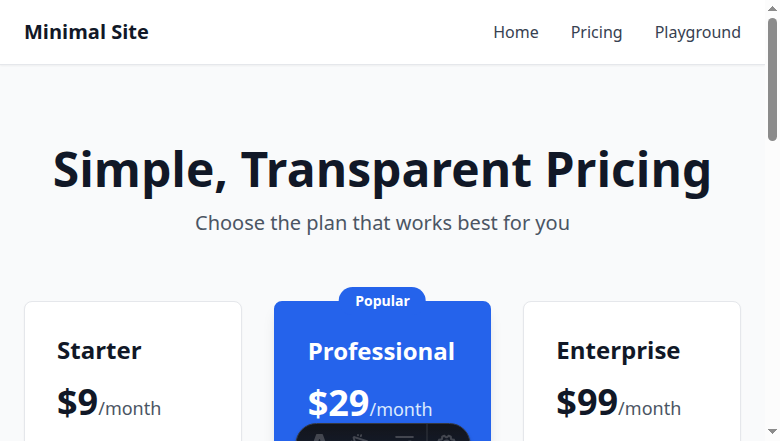 Minimal Site
Home Pricing Playground
Simple, Transparent Pricing
Choose the plan that works best for you
Popular
Starter
$9/month
Professional
$29/month
Enterprise
$99/month